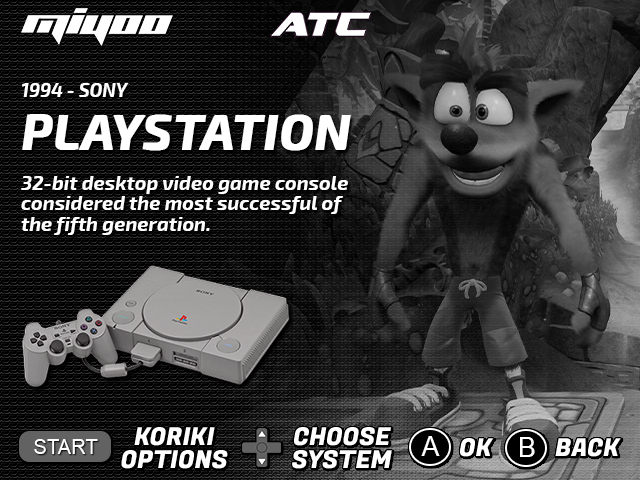 miyoo ATC
1994 - SONY
PLAYSTATION
32-bit desktop video game console
considered the most successful of
the fifth generation.
SONY
START KORIKI OPTIONS CHOOSE SYSTEM A OK B BACK